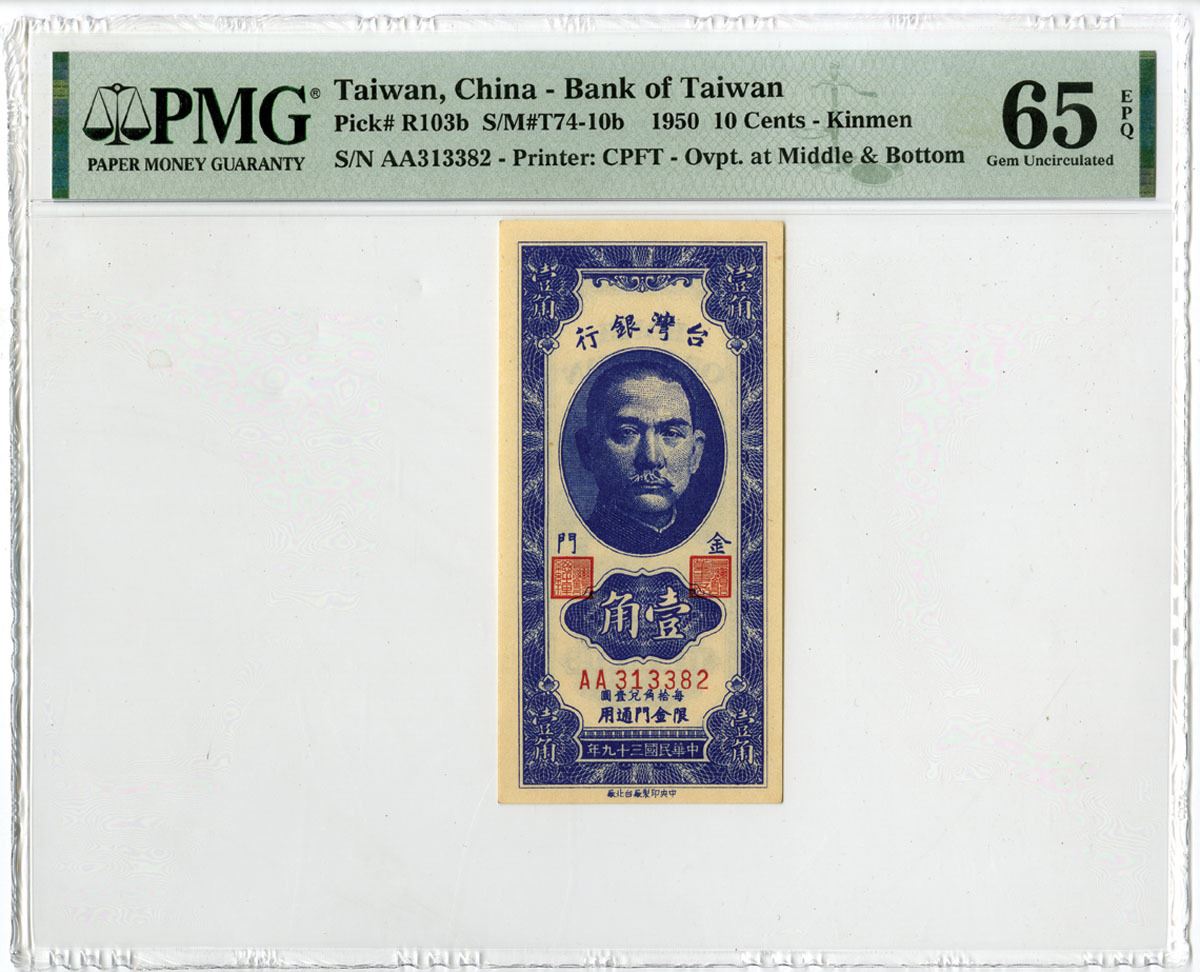 PMG®
PAPER MONEY GUARANTY
Taiwan, China - Bank of Taiwan
Pick# R103b S/M#T74-10b 1950 10 Cents - Kinmen
S/N AA313382 - Printer: CPFT - Ovpt. at Middle & Bottom
65
EPQ
Gem Uncirculated
壹角
壹角
台灣銀行
金門
壹角
AA313382
每拾角兌壹圓
限金門通用
壹角
壹角
中華民國三十九年
中央印製廠台北廠